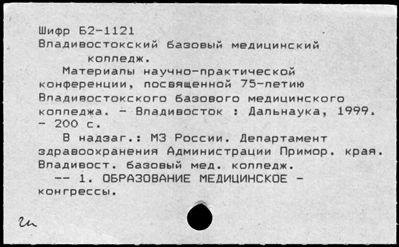 Шифр Б2-1121
Владивостокский базовый медицинский
колледж.
Материалы научно-практической
конференции, посвященной 75-летию
Владивостокского базового медицинского
колледжа. - Владивосток : Дальнаука, 1999.
- 200 с.
В надзаг.: МЗ России. Департамент
здравоохранения Администрации Примор. края.
Владивост. базовый мед. колледж.
-- 1. ОБРАЗОВАНИЕ МЕДИЦИНСКОЕ -
конгрессы.